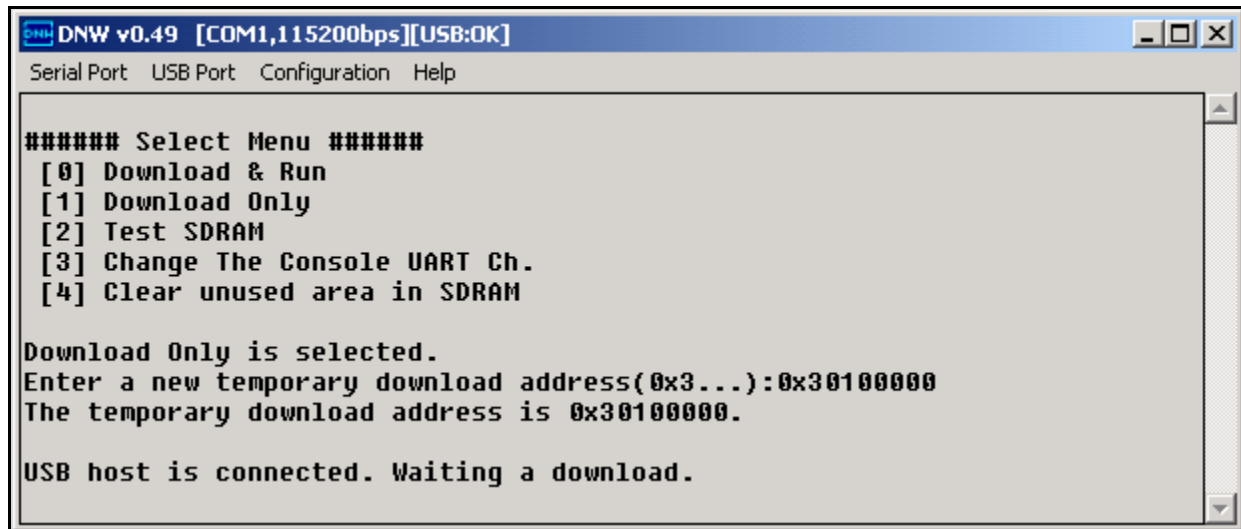 DNW DNW v0.49 [COM1,115200bps][USB:OK]
Serial Port USB Port Configuration Help
###### Select Menu ######
[0] Download & Run
[1] Download Only
[2] Test SDRAM
[3] Change The Console UART Ch.
[4] Clear unused area in SDRAM
Download Only is selected.
Enter a new temporary download address(0x3...):0x30100000
The temporary download address is 0x30100000.
USB host is connected. Waiting a download.